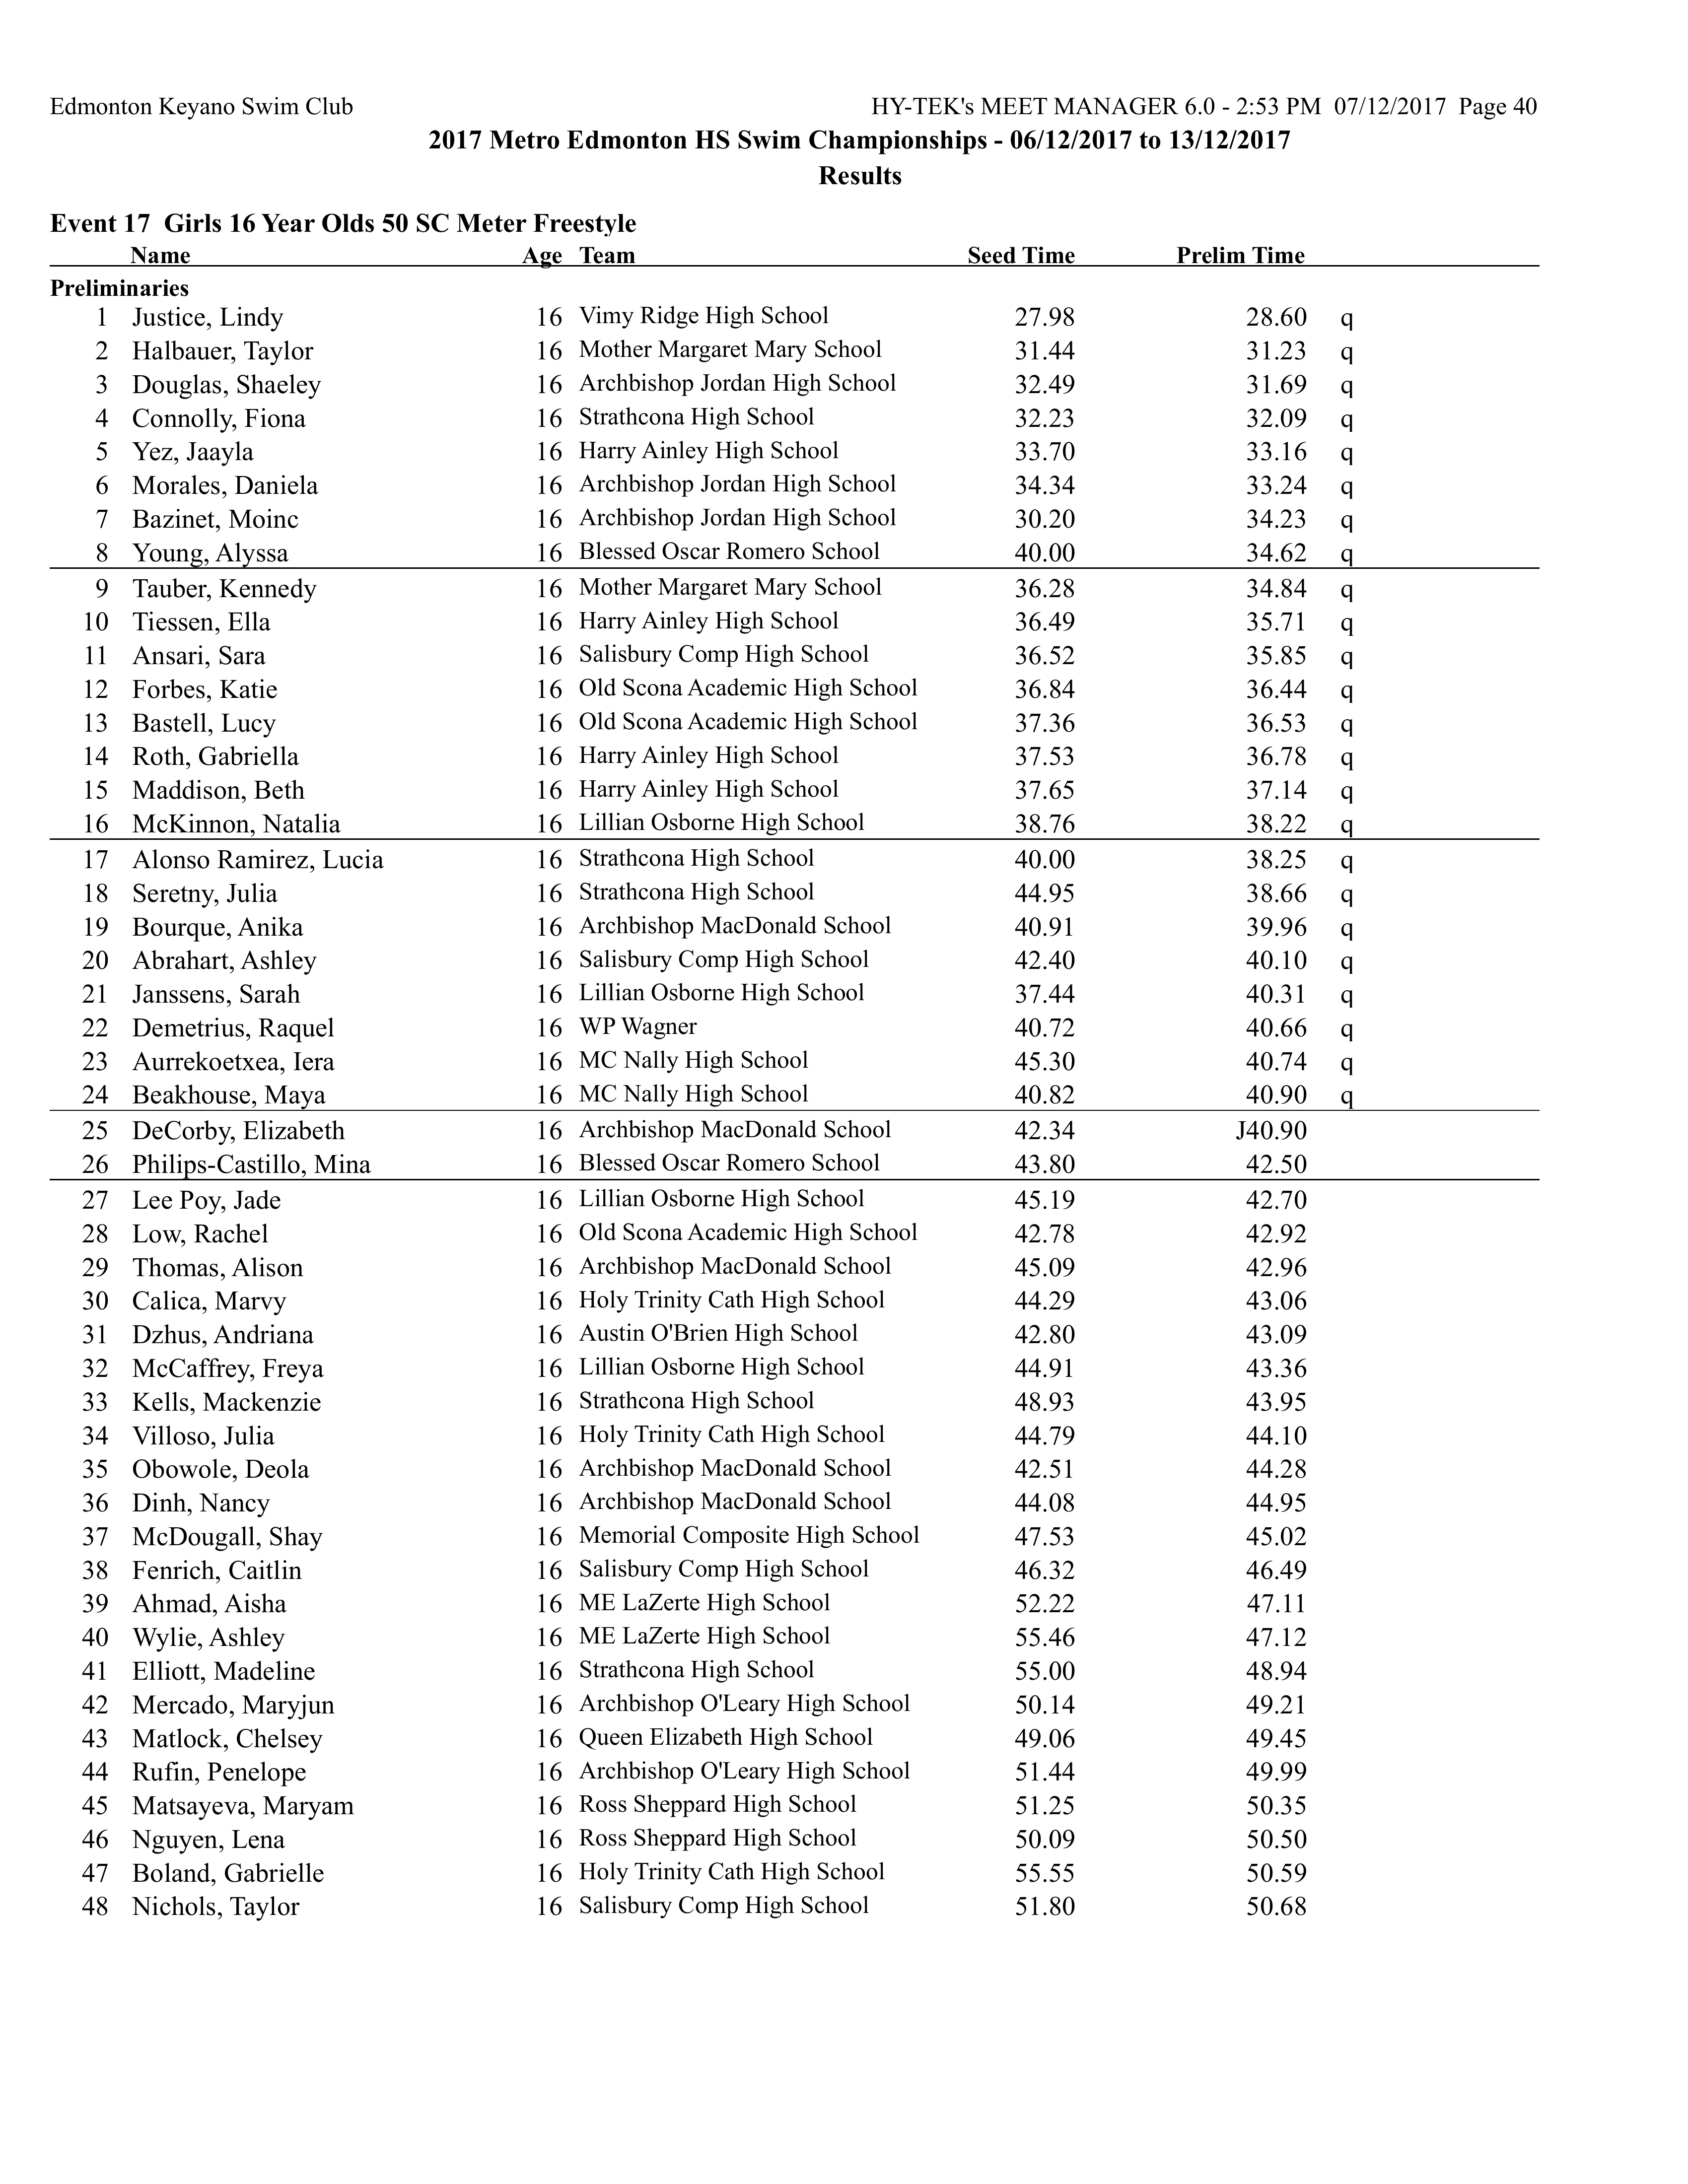 Edmonton Keyano Swim Club HY-TEK's MEET MANAGER 6.0 - 2:53 PM 07/12/2017 Page 40
2017 Metro Edmonton HS Swim Championships - 06/12/2017 to 13/12/2017
Results
Event 17 Girls 16 Year Olds 50 SC Meter Freestyle
Name Age Team Seed Time Prelim Time
Preliminaries
1 Justice, Lindy 16 Vimy Ridge High School 27.98 28.60 q
2 Halbauer, Taylor 16 Mother Margaret Mary School 31.44 31.23 q
3 Douglas, Shaeley 16 Archbishop Jordan High School 32.49 31.69 q
4 Connolly, Fiona 16 Strathcona High School 32.23 32.09 q
5 Yez, Jaayla 16 Harry Ainley High School 33.70 33.16 q
6 Morales, Daniela 16 Archbishop Jordan High School 34.34 33.24 q
7 Bazinet, Moinc 16 Archbishop Jordan High School 30.20 34.23 q
8 Young, Alyssa 16 Blessed Oscar Romero School 40.00 34.62 q
9 Tauber, Kennedy 16 Mother Margaret Mary School 36.28 34.84 q
10 Tiessen, Ella 16 Harry Ainley High School 36.49 35.71 q
11 Ansari, Sara 16 Salisbury Comp High School 36.52 35.85 q
12 Forbes, Katie 16 Old Scona Academic High School 36.84 36.44 q
13 Bastell, Lucy 16 Old Scona Academic High School 37.36 36.53 q
14 Roth, Gabriella 16 Harry Ainley High School 37.53 36.78 q
15 Maddison, Beth 16 Harry Ainley High School 37.65 37.14 q
16 McKinnon, Natalia 16 Lillian Osborne High School 38.76 38.22 q
17 Alonso Ramirez, Lucia 16 Strathcona High School 40.00 38.25 q
18 Seretny, Julia 16 Strathcona High School 44.95 38.66 q
19 Bourque, Anika 16 Archbishop MacDonald School 40.91 39.96 q
20 Abrahart, Ashley 16 Salisbury Comp High School 42.40 40.10 q
21 Janssens, Sarah 16 Lillian Osborne High School 37.44 40.31 q
22 Demetrius, Raquel 16 WP Wagner 40.72 40.66 q
23 Aurrekoetxea, Iera 16 MC Nally High School 45.30 40.74 q
24 Beakhouse, Maya 16 MC Nally High School 40.82 40.90 q
25 DeCorby, Elizabeth 16 Archbishop MacDonald School 42.34 J40.90
26 Philips-Castillo, Mina 16 Blessed Oscar Romero School 43.80 42.50
27 Lee Poy, Jade 16 Lillian Osborne High School 45.19 42.70
28 Low, Rachel 16 Old Scona Academic High School 42.78 42.92
29 Thomas, Alison 16 Archbishop MacDonald School 45.09 42.96
30 Calica, Marvy 16 Holy Trinity Cath High School 44.29 43.06
31 Dzhus, Andriana 16 Austin O'Brien High School 42.80 43.09
32 McCaffrey, Freya 16 Lillian Osborne High School 44.91 43.36
33 Kells, Mackenzie 16 Strathcona High School 48.93 43.95
34 Villoso, Julia 16 Holy Trinity Cath High School 44.79 44.10
35 Obowole, Deola 16 Archbishop MacDonald School 42.51 44.28
36 Dinh, Nancy 16 Archbishop MacDonald School 44.08 44.95
37 McDougall, Shay 16 Memorial Composite High School 47.53 45.02
38 Fenrich, Caitlin 16 Salisbury Comp High School 46.32 46.49
39 Ahmad, Aisha 16 ME LaZerte High School 52.22 47.11
40 Wylie, Ashley 16 ME LaZerte High School 55.46 47.12
41 Elliott, Madeline 16 Strathcona High School 55.00 48.94
42 Mercado, Maryjun 16 Archbishop O'Leary High School 50.14 49.21
43 Matlock, Chelsey 16 Queen Elizabeth High School 49.06 49.45
44 Rufin, Penelope 16 Archbishop O'Leary High School 51.44 49.99
45 Matsayeva, Maryam 16 Ross Sheppard High School 51.25 50.35
46 Nguyen, Lena 16 Ross Sheppard High School 50.09 50.50
47 Boland, Gabrielle 16 Holy Trinity Cath High School 55.55 50.59
48 Nichols, Taylor 16 Salisbury Comp High School 51.80 50.68